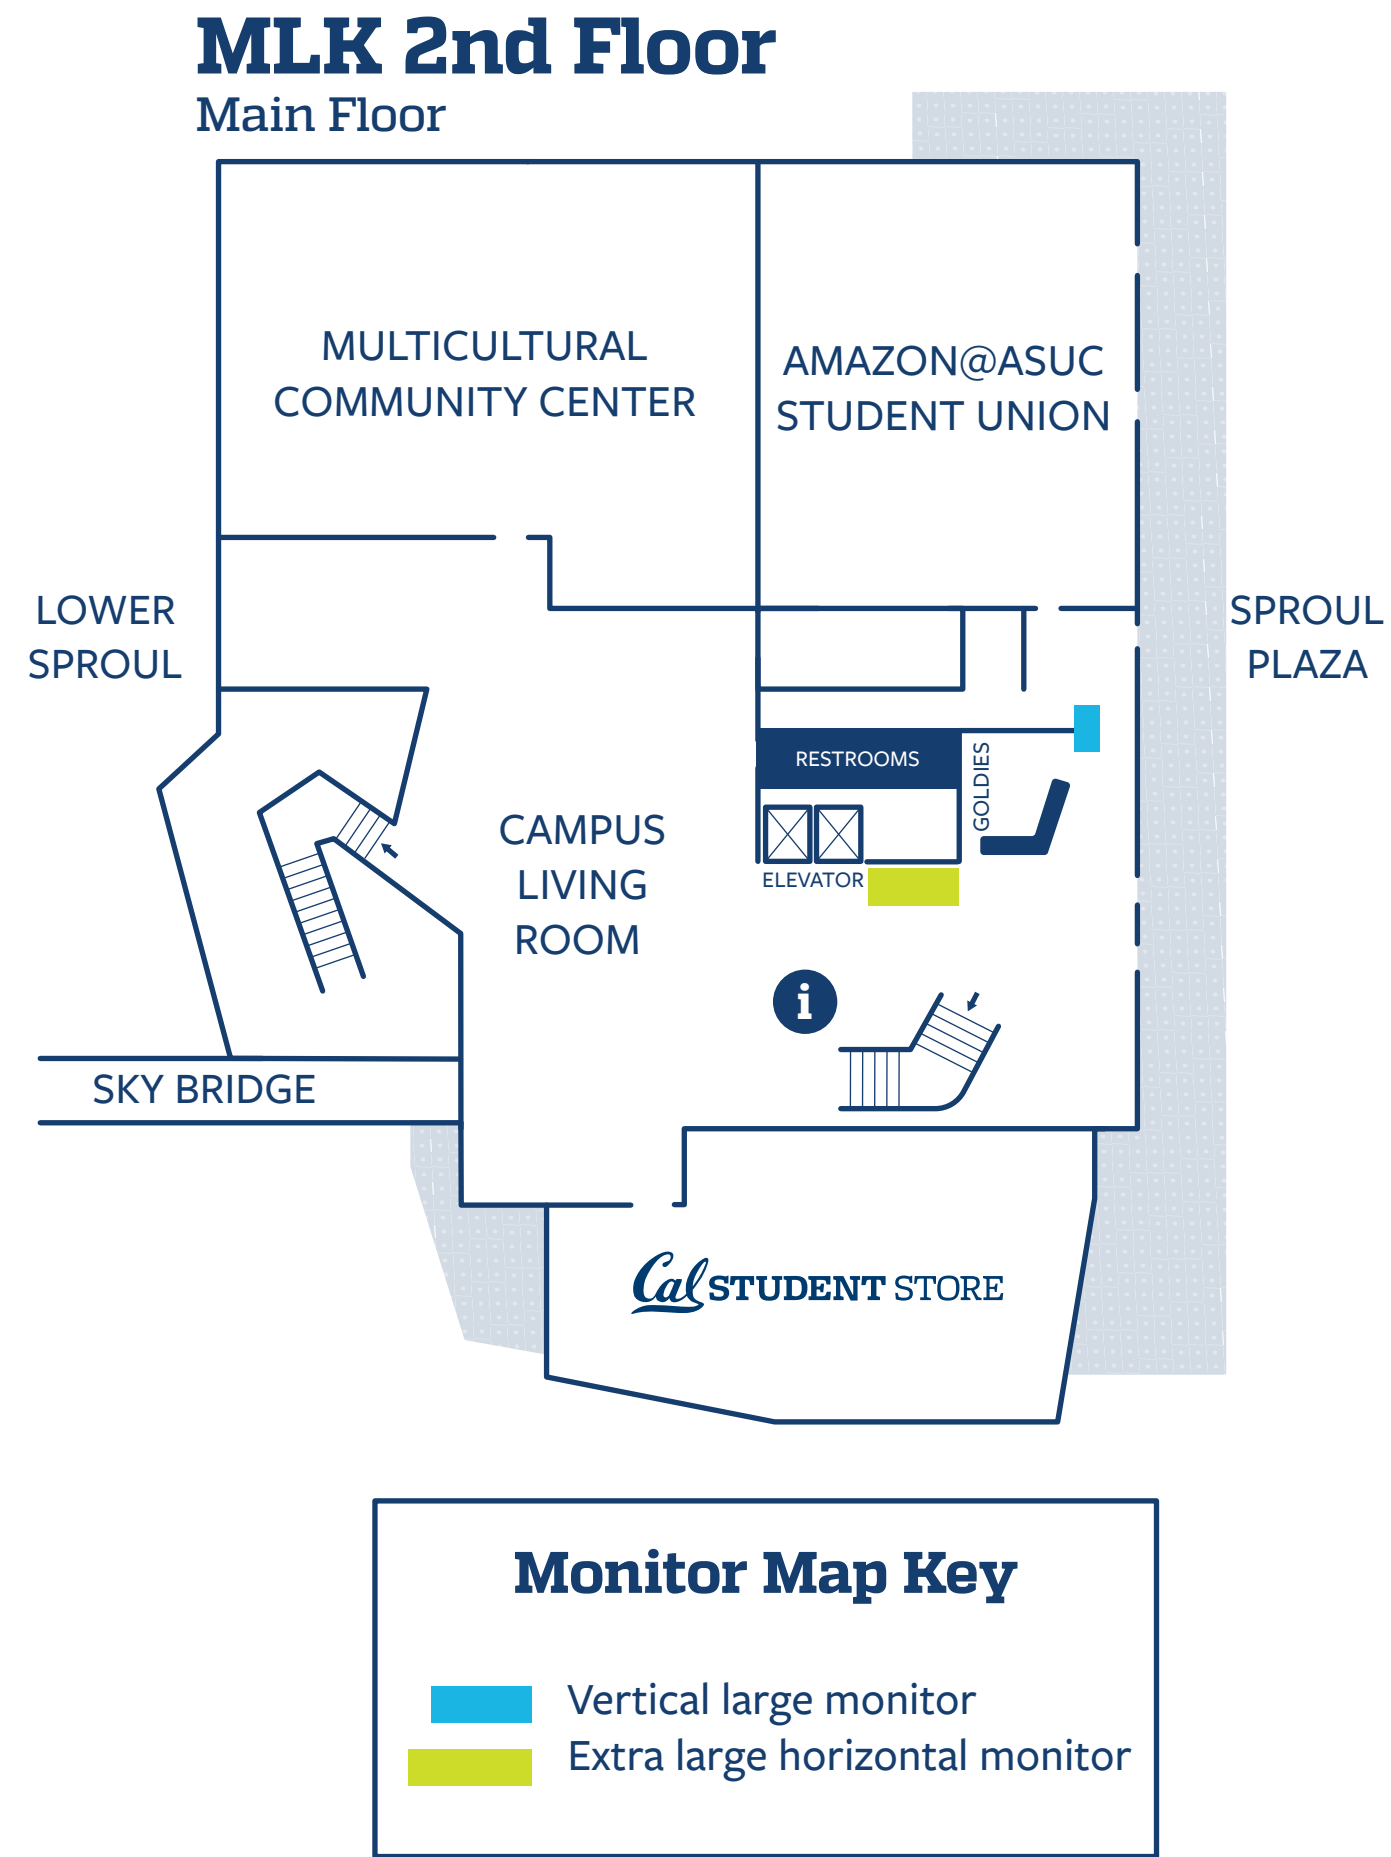 MLK 2nd Floor
Main Floor
MULTICULTURAL
COMMUNITY CENTER
AMAZON@ASUC
STUDENT UNION
LOWER
SPROUL
SPROUL
PLAZA
RESTROOMS
GOLDIES
ELEVATOR
CAMPUS
LIVING
ROOM
i
SKY BRIDGE
Cal STUDENT STORE
Monitor Map Key
Vertical large monitor
Extra large horizontal monitor